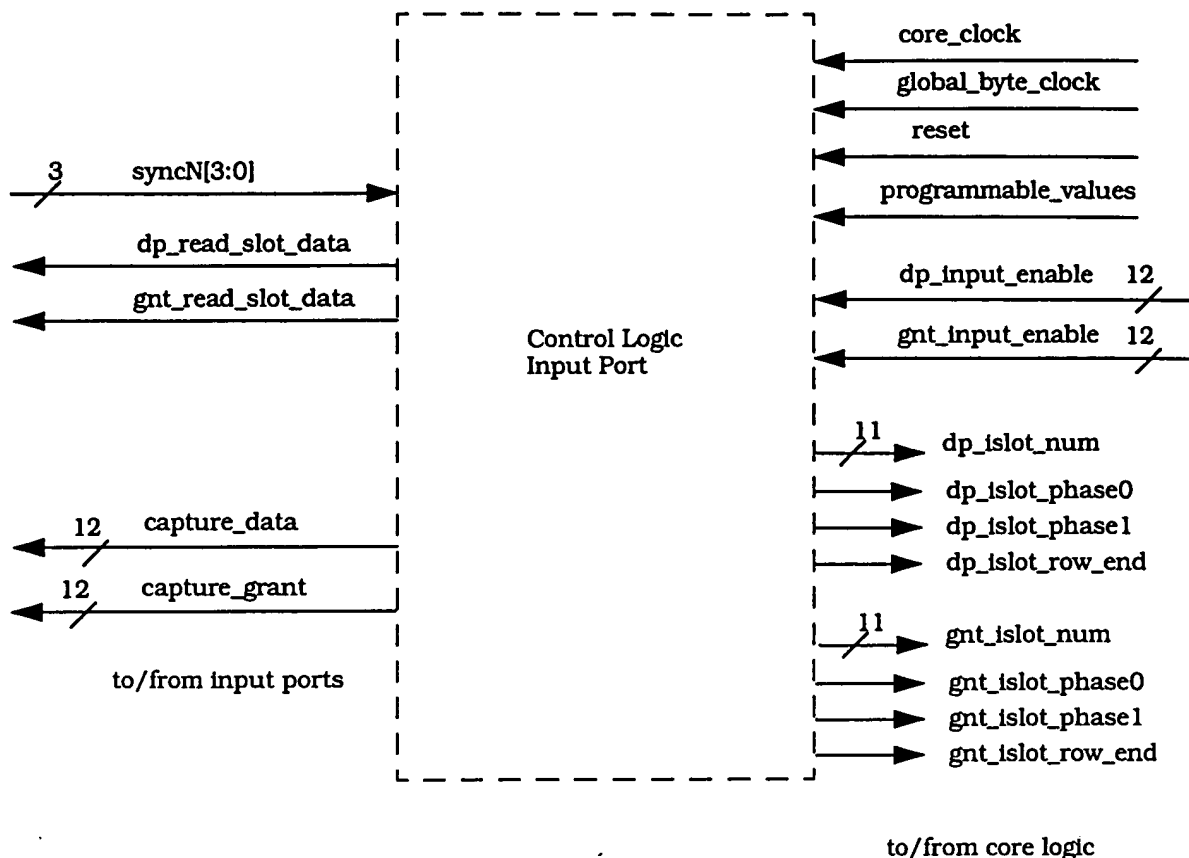 core_clock
global_byte_clock
reset
programmable_values
3 syncN[3:0]
dp_read_slot_data
gnt_read_slot_data
dp_input_enable 12
gnt_input_enable 12
Control Logic
Input Port
11 dp_islot_num
dp_islot_phase0
dp_islot_phase1
dp_islot_row_end
12 capture_data
12 capture_grant
11 gnt_islot_num
gnt_islot_phase0
gnt_islot_phase1
gnt_islot_row_end
to/from input ports
to/from core logic